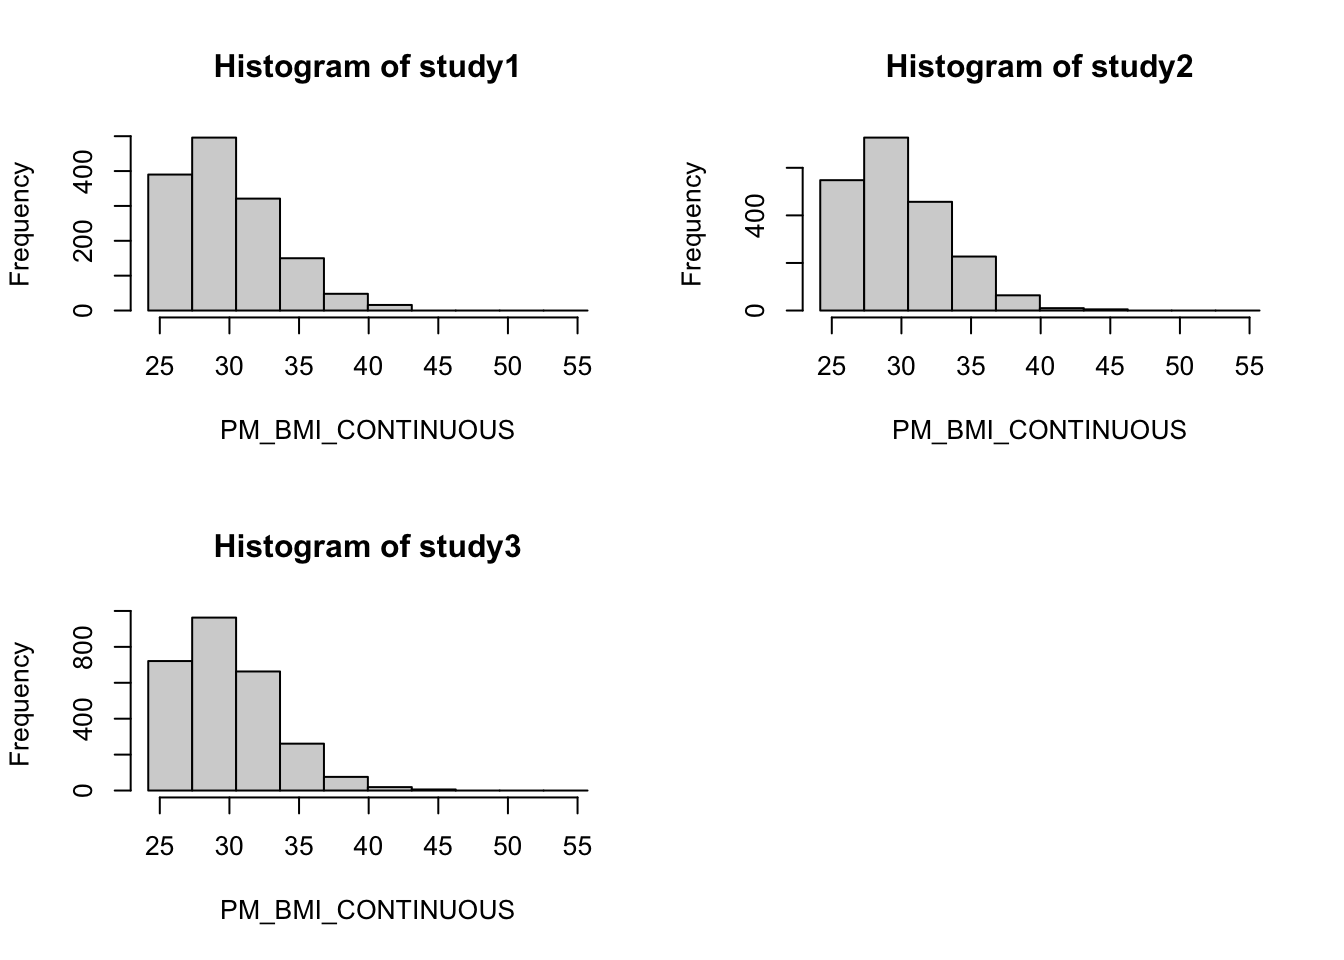 Histogram of study1
Frequency
400
200
0
25 30 35 40 45 50 55
PM_BMI_CONTINUOUS
Histogram of study2
Frequency
400
0
25 30 35 40 45 50 55
PM_BMI_CONTINUOUS
Histogram of study3
Frequency
800
400
0
25 30 35 40 45 50 55
PM_BMI_CONTINUOUS